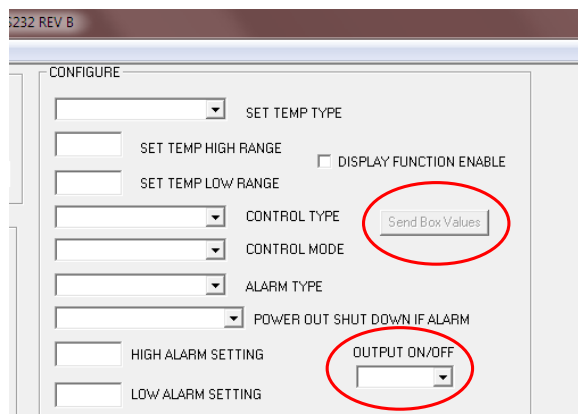 S232 REV B
CONFIGURE
SET TEMP TYPE
SET TEMP HIGH RANGE
DISPLAY FUNCTION ENABLE
SET TEMP LOW RANGE
CONTROL TYPE
Send Box Values
CONTROL MODE
ALARM TYPE
POWER OUT SHUT DOWN IF ALARM
HIGH ALARM SETTING
OUTPUT ON/OFF
LOW ALARM SETTING